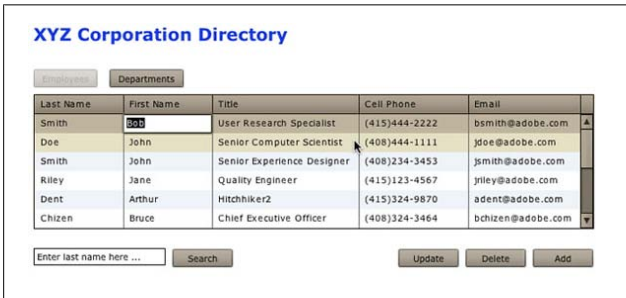 XYZ Corporation Directory
Employees Departments
Last Name First Name Title Cell Phone Email
Smith Bob User Research Specialist (415)444-2222 bsmith@adobe.com
Doe John Senior Computer Scientist (408)444-1111 jdoe@adobe.com
Smith John Senior Experience Designer (408)234-3453 jsmith@adobe.com
Riley Jane Quality Engineer (415)123-4567 jriley@adobe.com
Dent Arthur Hitchhiker2 (415)324-9870 adent@adobe.com
Chizen Bruce Chief Executive Officer (408)324-3464 bchizen@adobe.com
Enter last name here ... Search Update Delete Add